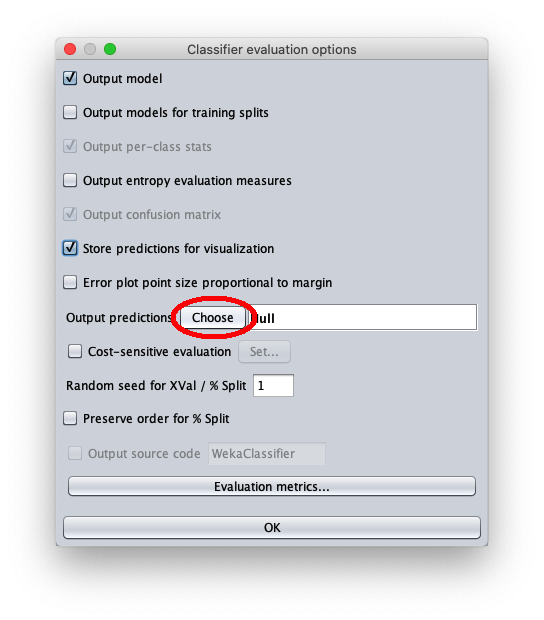 Classifier evaluation options
Output model
Output models for training splits
Output per-class stats
Output entropy evaluation measures
Output confusion matrix
Store predictions for visualization
Error plot point size proportional to margin
Output predictions Choose Null
Cost-sensitive evaluation Set...
Random seed for XVal / % Split 1
Preserve order for % Split
Output source code WekaClassifier
Evaluation metrics...
OK